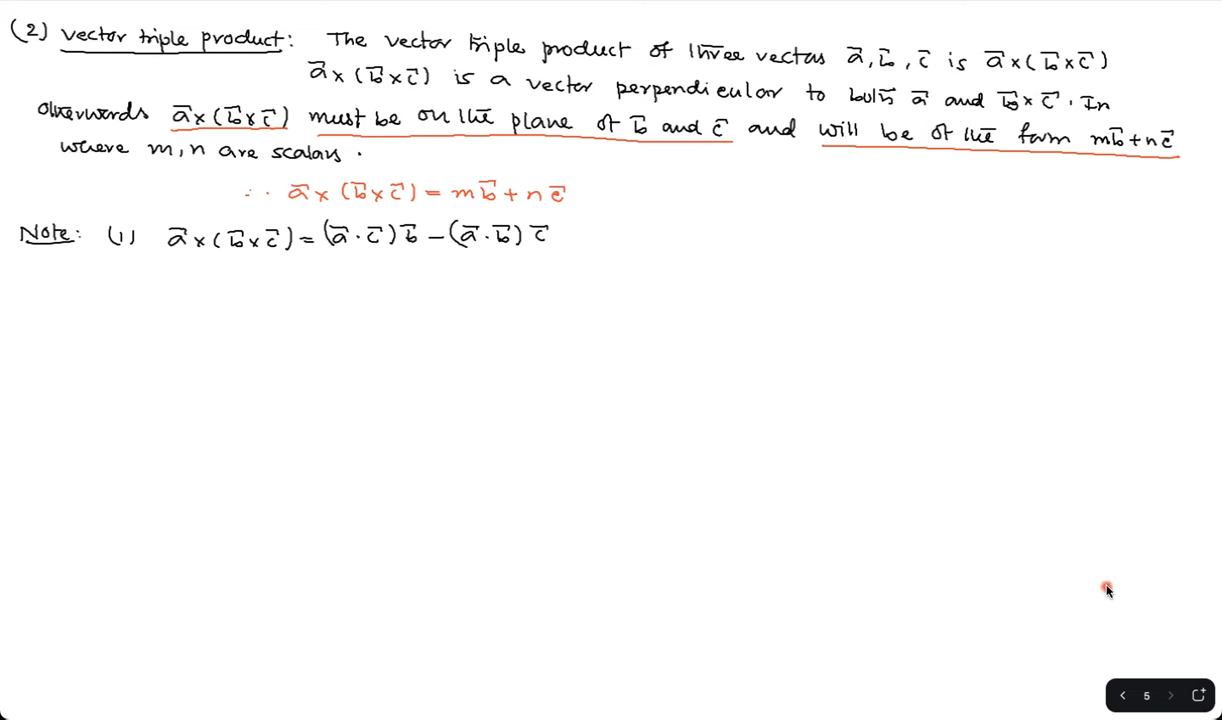 (2) vector triple product: The vector triple product of three vectors a⃗, b⃗, c⃗ is a⃗×(b⃗×c⃗)
a⃗×(b⃗×c⃗) is a vector perpendicular to both a⃗ and b⃗×c⃗. In
otherwords a⃗×(b⃗×c⃗) must be on the plane of b⃗ and c⃗ and will be of the form mb⃗+nc⃗
where m,n are scalars.
∴ a⃗×(b⃗×c⃗) = mb⃗ + nc⃗
Note: (1) a⃗×(b⃗×c⃗) = (a⃗·c⃗)b⃗ − (a⃗·b⃗)c⃗
5